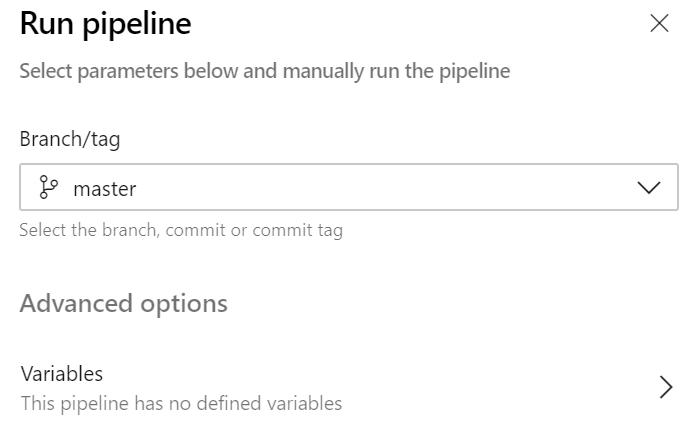 Run pipeline
Select parameters below and manually run the pipeline
Branch/tag
master
Select the branch, commit or commit tag
Advanced options
Variables
This pipeline has no defined variables